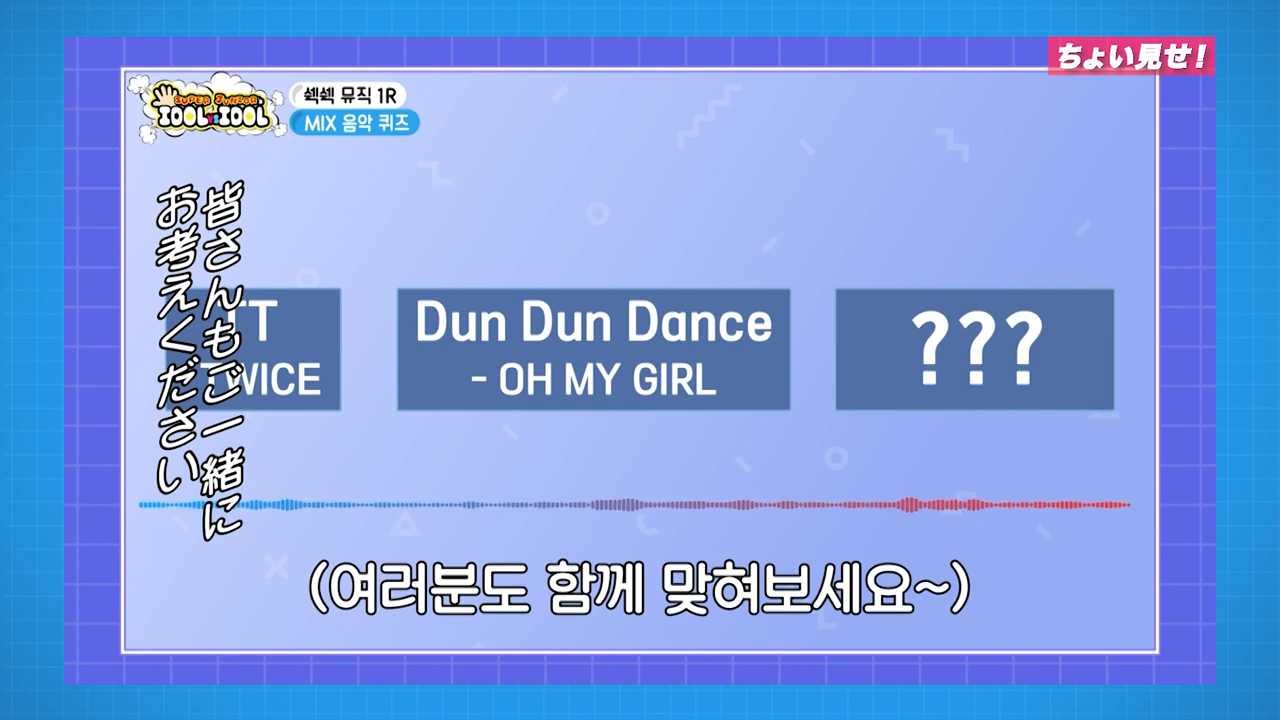 ちょい見せ!
SUPER JUNIOR's
IDOL vs IDOL
쉑쉑 뮤직 1R
MIX 음악 퀴즈
皆さんもご一緒に
お考えください
TT
TWICE
Dun Dun Dance
- OH MY GIRL
???
(여러분도 함께 맞혀보세요~)